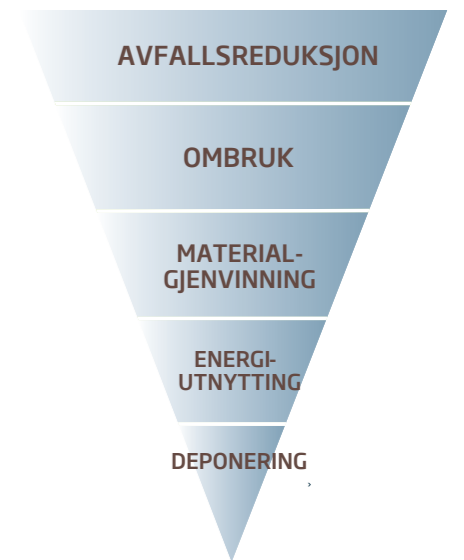 AVFALLSREDUKSJON
OMBRUK
MATERIAL-
GJENVINNING
ENERGI-
UTNYTTING
DEPONERING
›